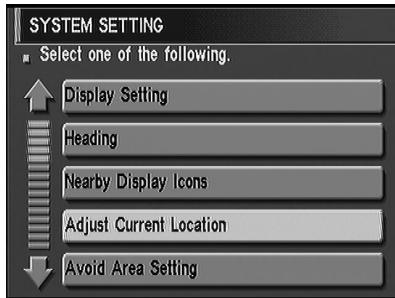 SYSTEM SETTING
Select one of the following.
Display Setting
Heading
Nearby Display Icons
Adjust Current Location
Avoid Area Setting